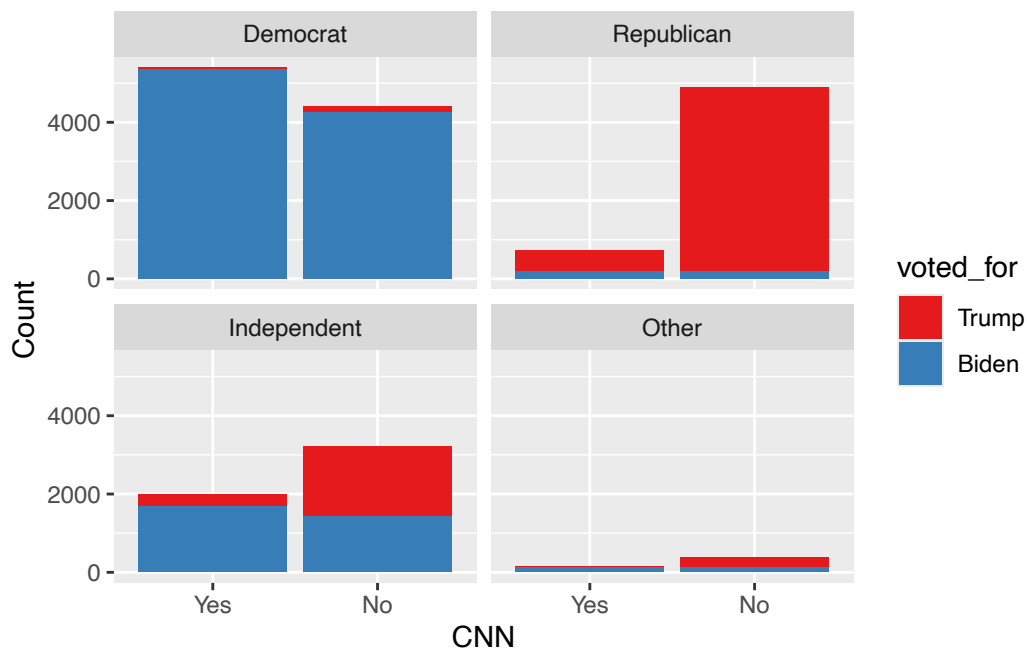 Democrat
Republican
4000
2000
0
Independent
Other
4000
2000
0
Yes
No
Yes
No
CNN
Count
voted_for
Trump
Biden